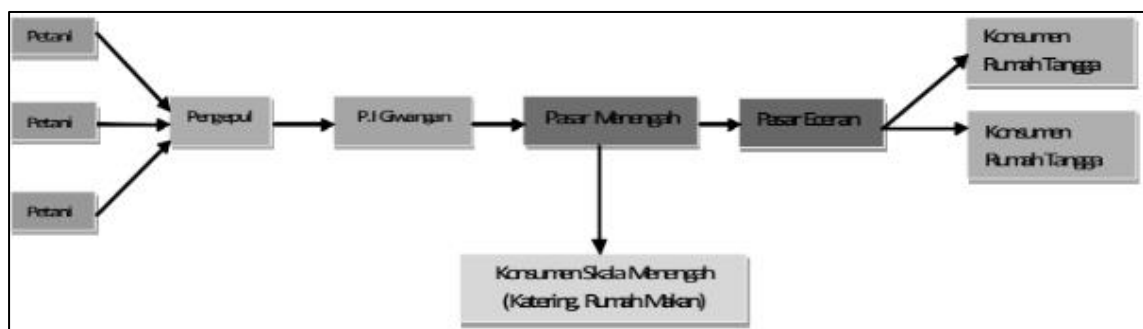 Petani
Petani
Petani
Pengepul
P.I Giwangan
Pasar Menengah
Pasar Eceran
Konsumen
Rumah Tangga
Konsumen
Rumah Tangga
Konsumen Skala Menengah
(Katering, Rumah Makan)